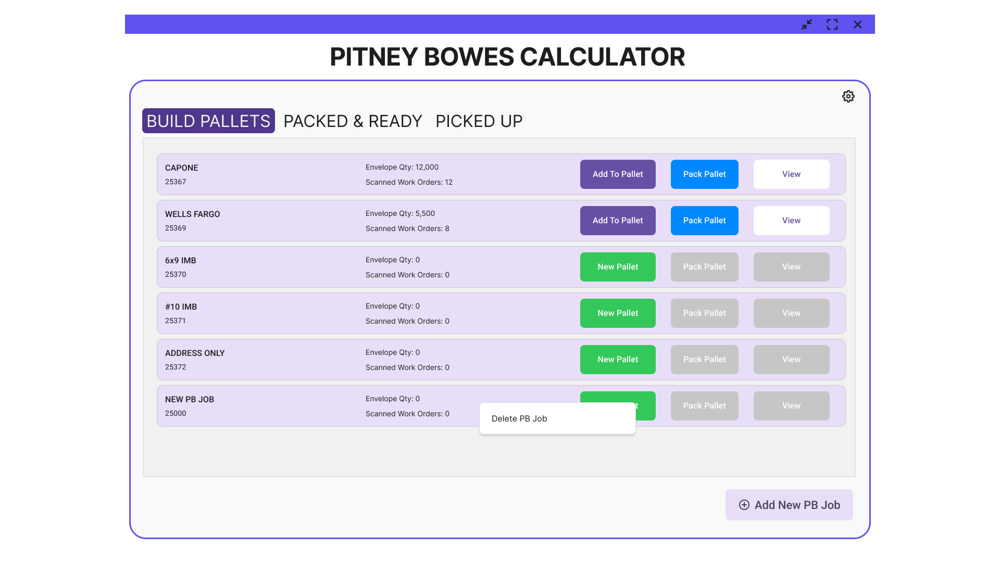 PITNEY BOWES CALCULATOR
BUILD PALLETS PACKED & READY PICKED UP
CAPONE
25367
Envelope Qty: 12,000
Scanned Work Orders: 12
Add To Pallet
Pack Pallet
View
WELLS FARGO
25369
Envelope Qty: 5,500
Scanned Work Orders: 8
Add To Pallet
Pack Pallet
View
6x9 IMB
25370
Envelope Qty: 0
Scanned Work Orders: 0
New Pallet
Pack Pallet
View
#10 IMB
25371
Envelope Qty: 0
Scanned Work Orders: 0
New Pallet
Pack Pallet
View
ADDRESS ONLY
25372
Envelope Qty: 0
Scanned Work Orders: 0
New Pallet
Pack Pallet
View
NEW PB JOB
25000
Envelope Qty: 0
Scanned Work Orders: 0
Pack Pallet
View
Delete PB Job
Add New PB Job